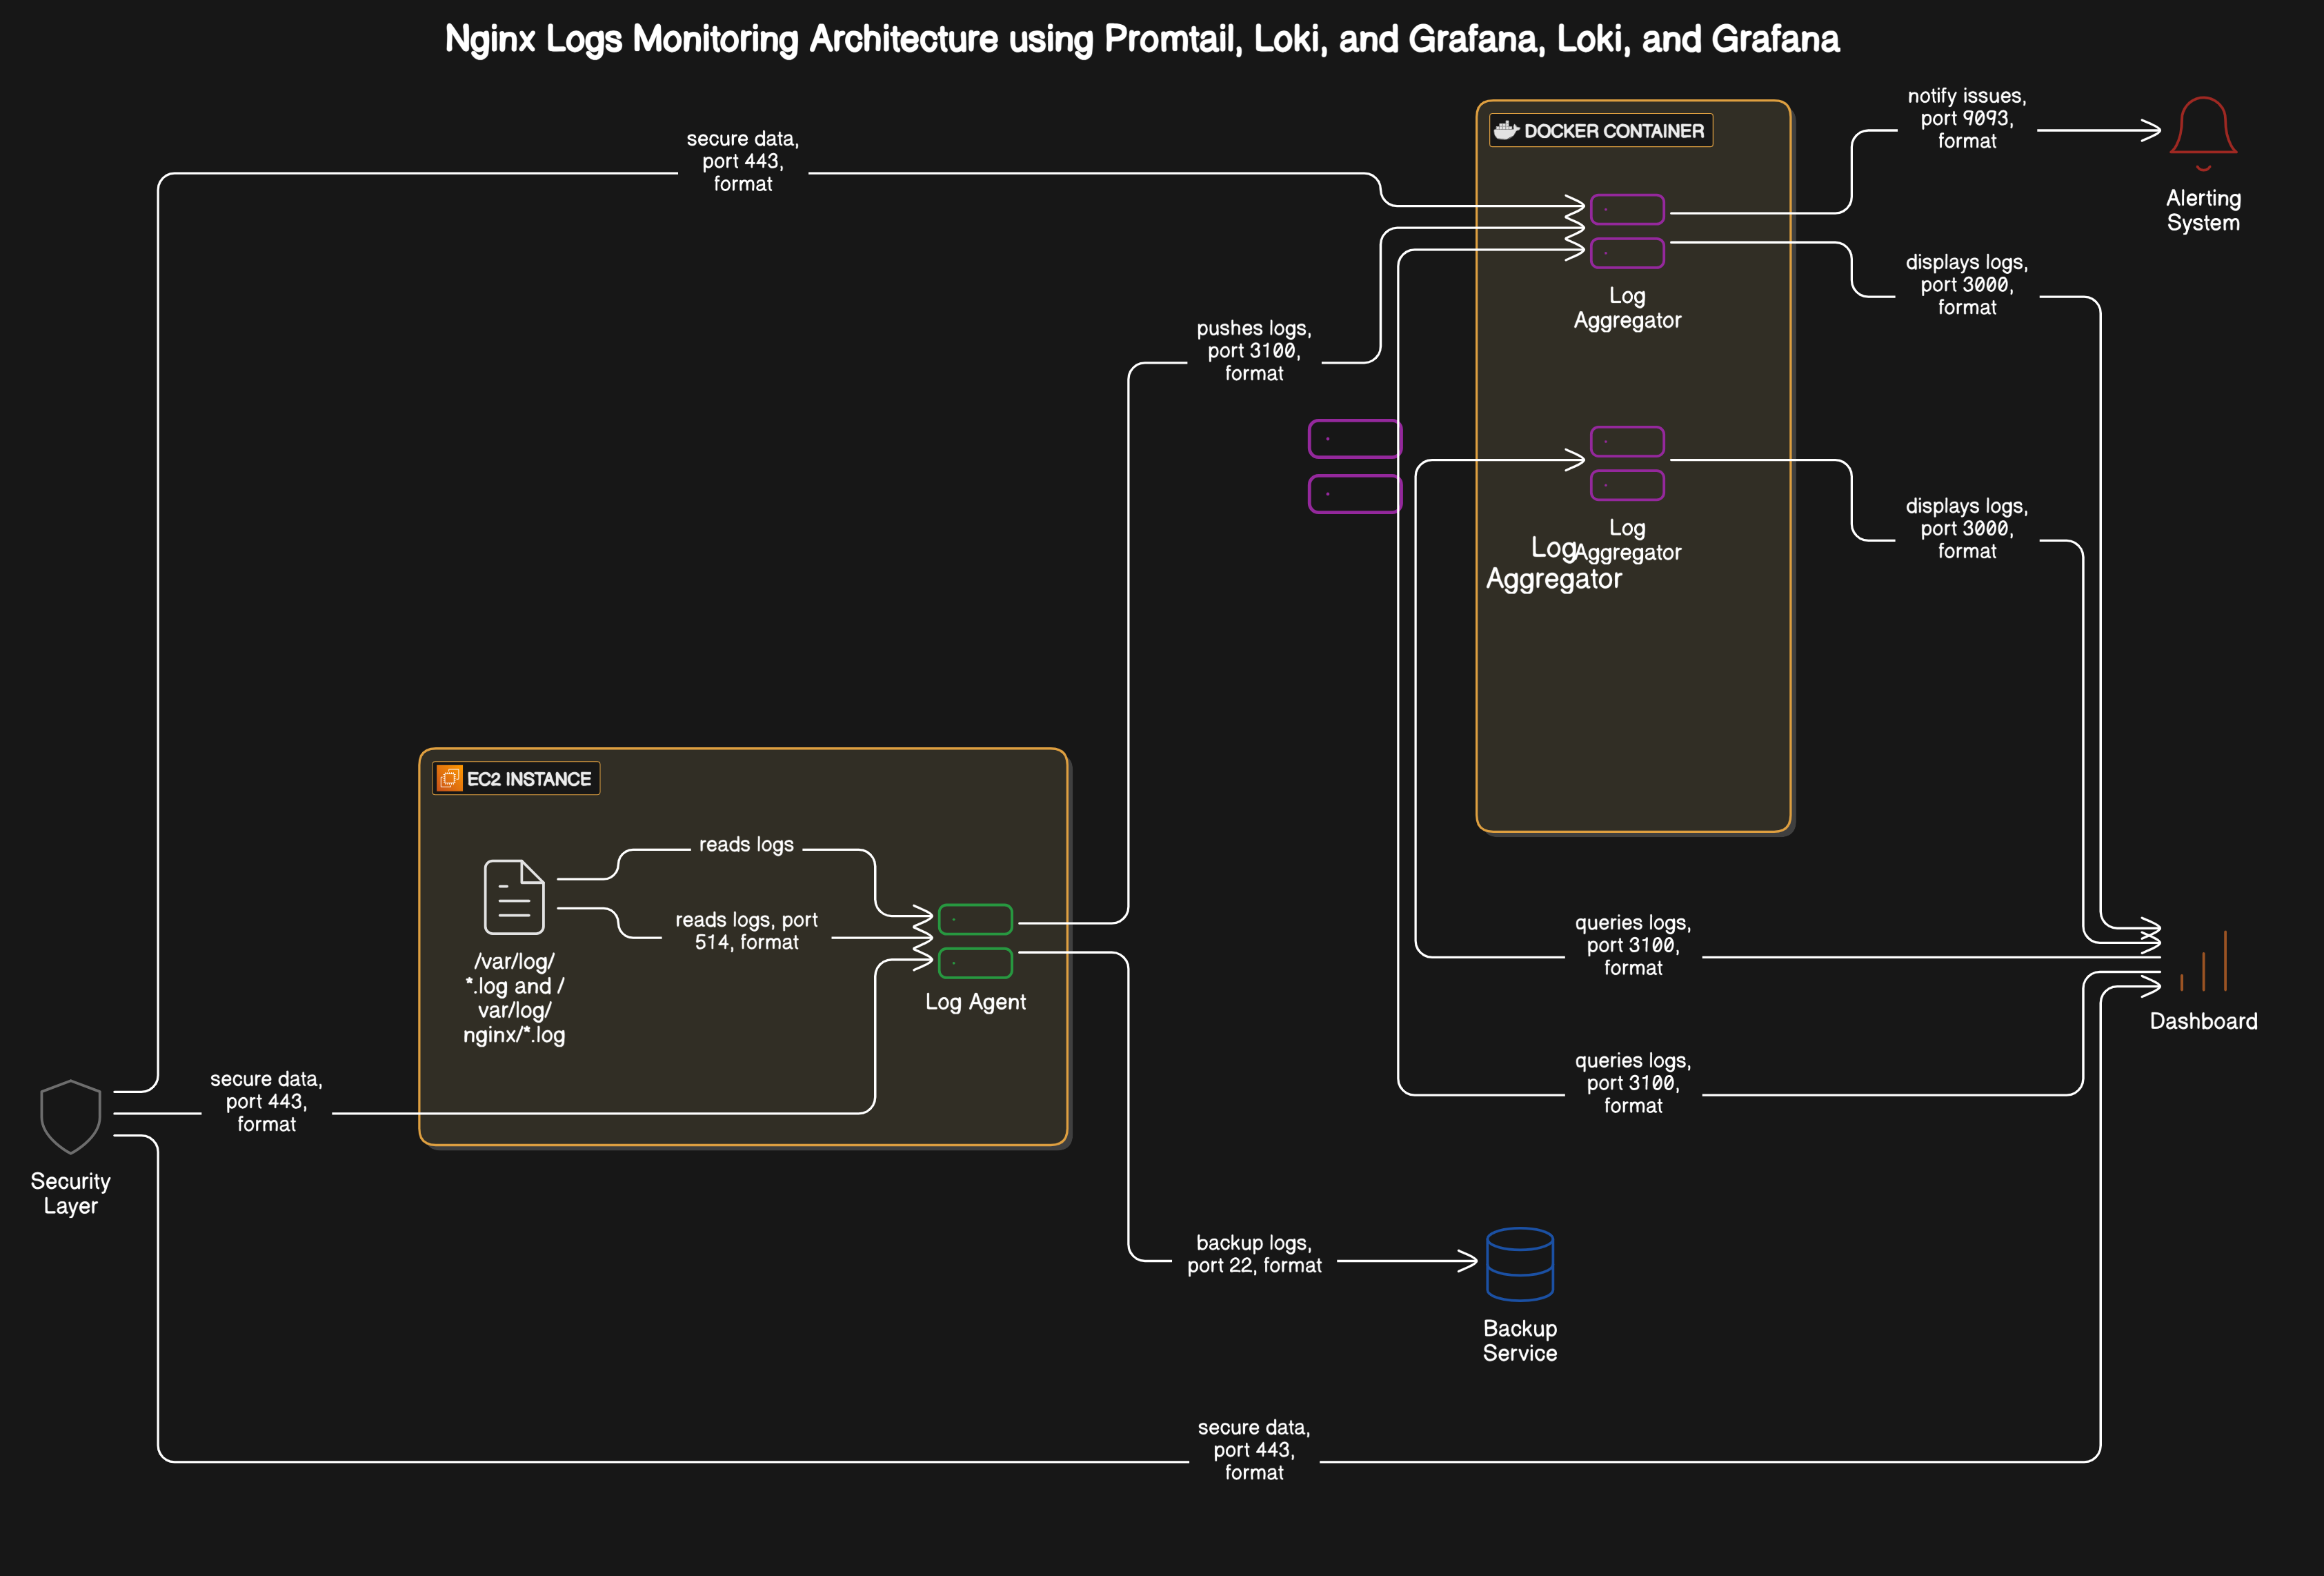 Nginx Logs Monitoring Architecture using Promtail, Loki, and Grafana, Loki, and Grafana
notify issues,
port 9093,
format
DOCKER CONTAINER
secure data,
port 443,
format
Alerting
System
displays logs,
port 3000,
format
Log
Aggregator
pushes logs,
port 3100,
format
displays logs,
port 3000,
format
Log
Aggregator
Log
Aggregator
EC2 INSTANCE
reads logs
reads logs, port
514, format
/var/log/
*.log and /
var/log/
nginx/*.log
Log Agent
queries logs,
port 3100,
format
Dashboard
queries logs,
port 3100,
format
secure data,
port 443,
format
Security
Layer
backup logs,
port 22, format
Backup
Service
secure data,
port 443,
format